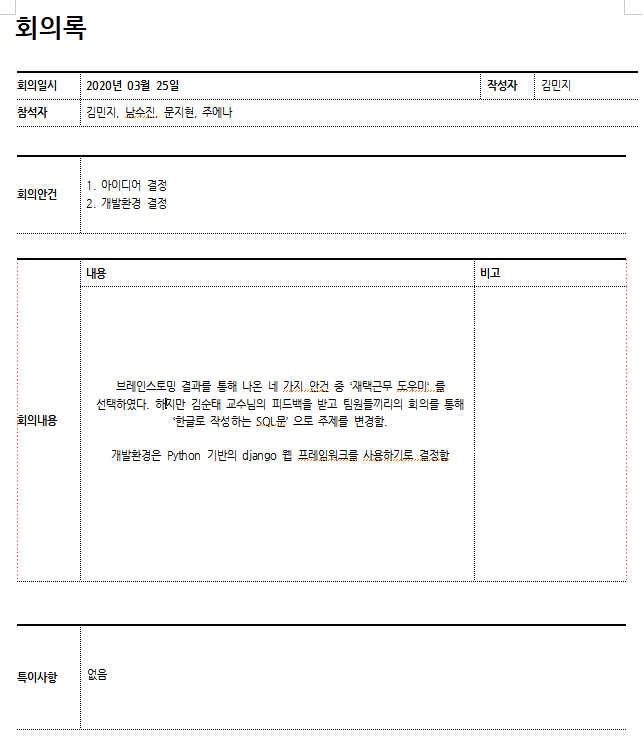 회의록
회의일시 2020년 03월 25일 작성자 김민지
참석자 김민지, 남수진, 문지현, 주에나
회의안건
1. 아이디어 결정
2. 개발환경 결정
내용 비고
회의내용
브레인스토밍 결과를 통해 나온 네 가지 안건 중 ‘재택근무 도우미‘ 를
선택하였다. 하지만 김순태 교수님의 피드백을 받고 팀원들끼리의 회의를 통해
‘한글로 작성하는 SQL문’ 으로 주제를 변경함.
개발환경은 Python 기반의 django 웹 프레임워크를 사용하기로 결정함
특이사항 없음